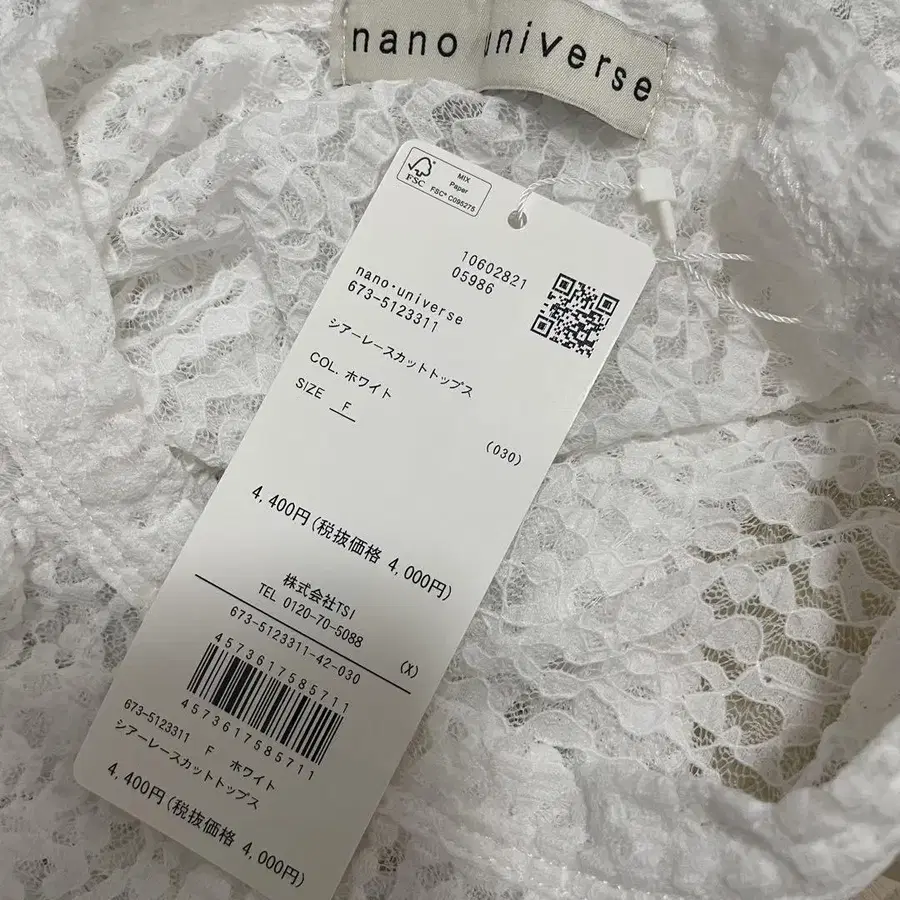 nano universe
FSC
MIX
Paper
FSC® C095275
10602821
05986
nano・universe
673-5123311
シアーレースカットトップス
COL. ホワイト
SIZE F
(030)
4,400円(税抜価格 4,000円)
株式会社TSI
TEL 0120-70-5088
673-5123311-42-030 (X)
4573617585711
4573617585711
673-5123311 F ホワイト
シアーレースカットトップス
4,400円(税抜価格 4,000円)